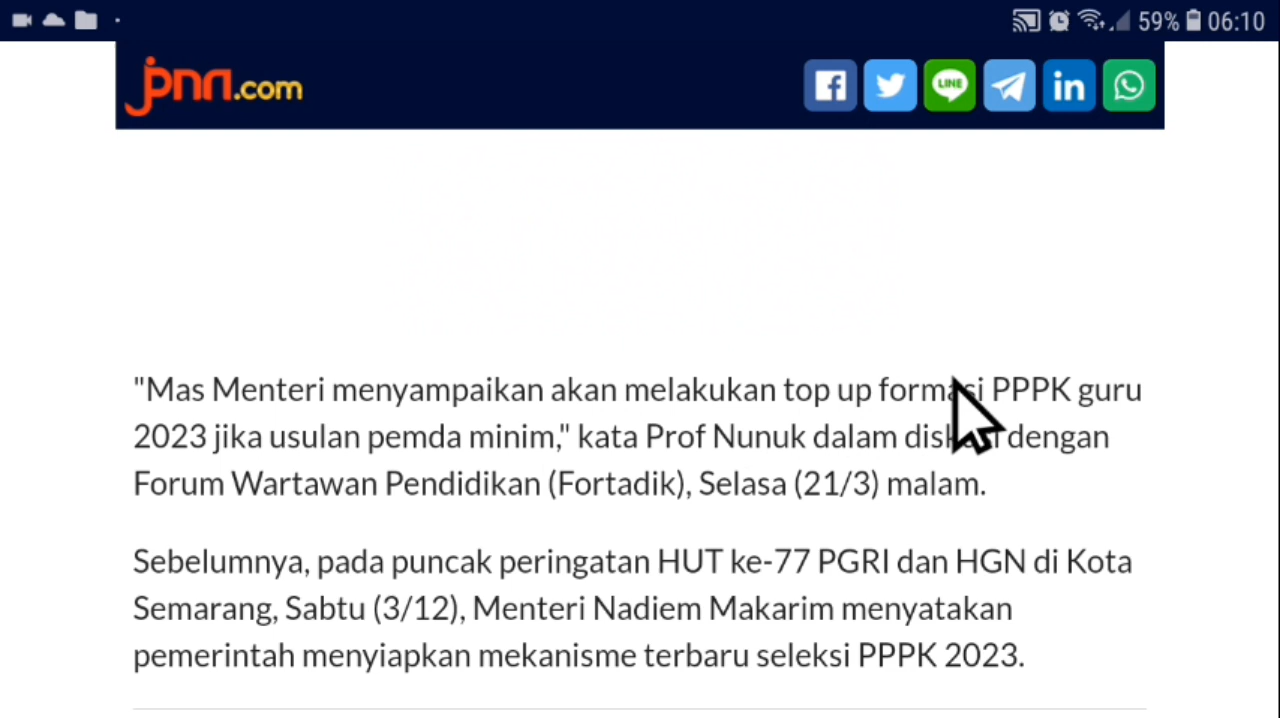 59% 06:10
jpnn.com
LINE
"Mas Menteri menyampaikan akan melakukan top up formasi PPPK guru
2023 jika usulan pemda minim," kata Prof Nunuk dalam dengan
Forum Wartawan Pendidikan (Fortadik), Selasa (21/3) malam.
Sebelumnya, pada puncak peringatan HUT ke-77 PGRI dan HGN di Kota
Semarang, Sabtu (3/12), Menteri Nadiem Makarim menyatakan
pemerintah menyiapkan mekanisme terbaru seleksi PPPK 2023.